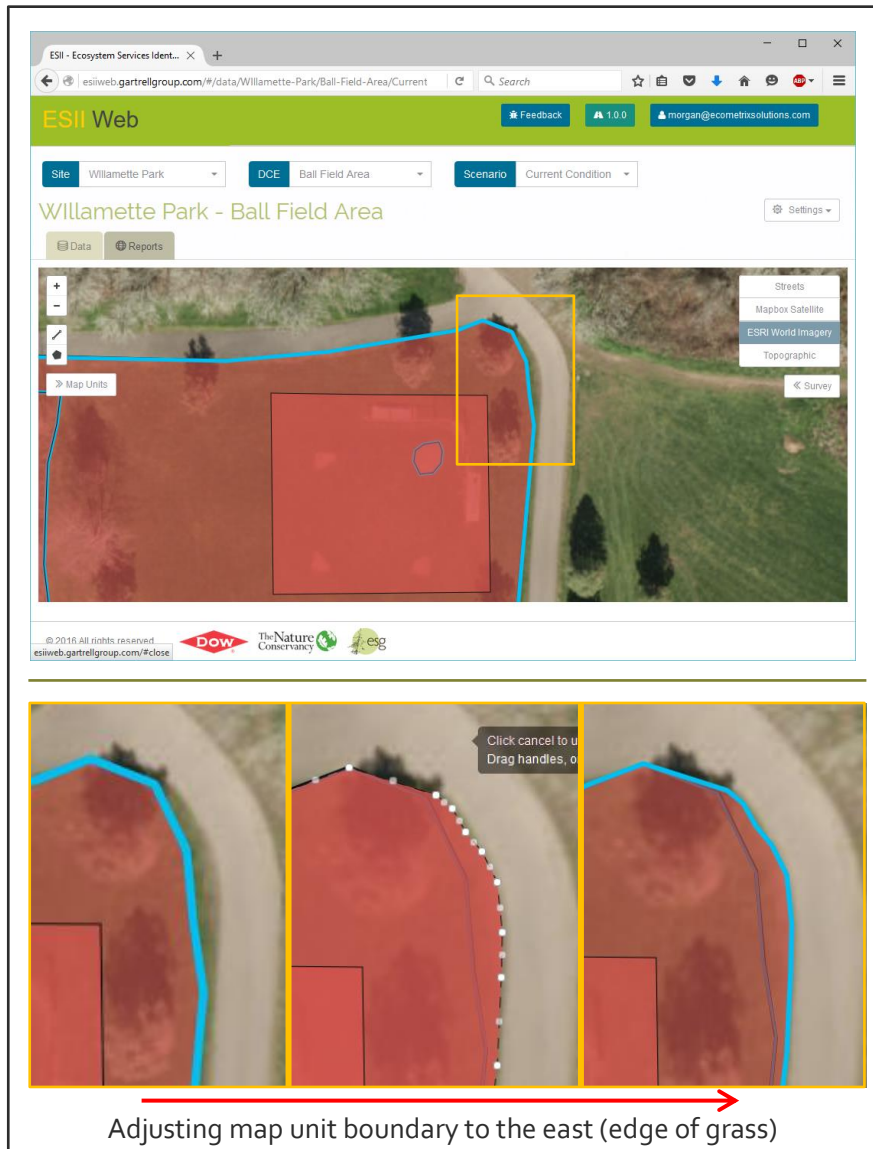 ESII - Ecosystem Services Ident... × +
esiiweb.gartrellgroup.com/#/data/WIllamette-Park/Ball-Field-Area/Current
Search
ABP
ESII Web
Feedback
1.0.0
morgan@ecometrixsolutions.com
Site WIllamette Park
DCE Ball Field Area
Scenario Current Condition
WIllamette Park - Ball Field Area
Settings
Data
Reports
+
−
Map Units
Streets
Mapbox Satellite
ESRI World Imagery
Topographic
Survey
© 2016 All rights reserved
esiiweb.gartrellgroup.com/#close
DOW
The Nature
Conservancy
esg
Click cancel to u
Drag handles, o
Adjusting map unit boundary to the east (edge of grass)